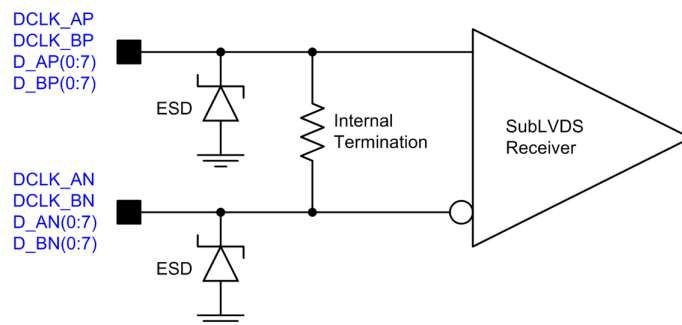 DCLK_AP
DCLK_BP
D_AP(0:7)
D_BP(0:7)
ESD
Internal
Termination
SubLVDS
Receiver
DCLK_AN
DCLK_BN
D_AN(0:7)
D_BN(0:7)
ESD